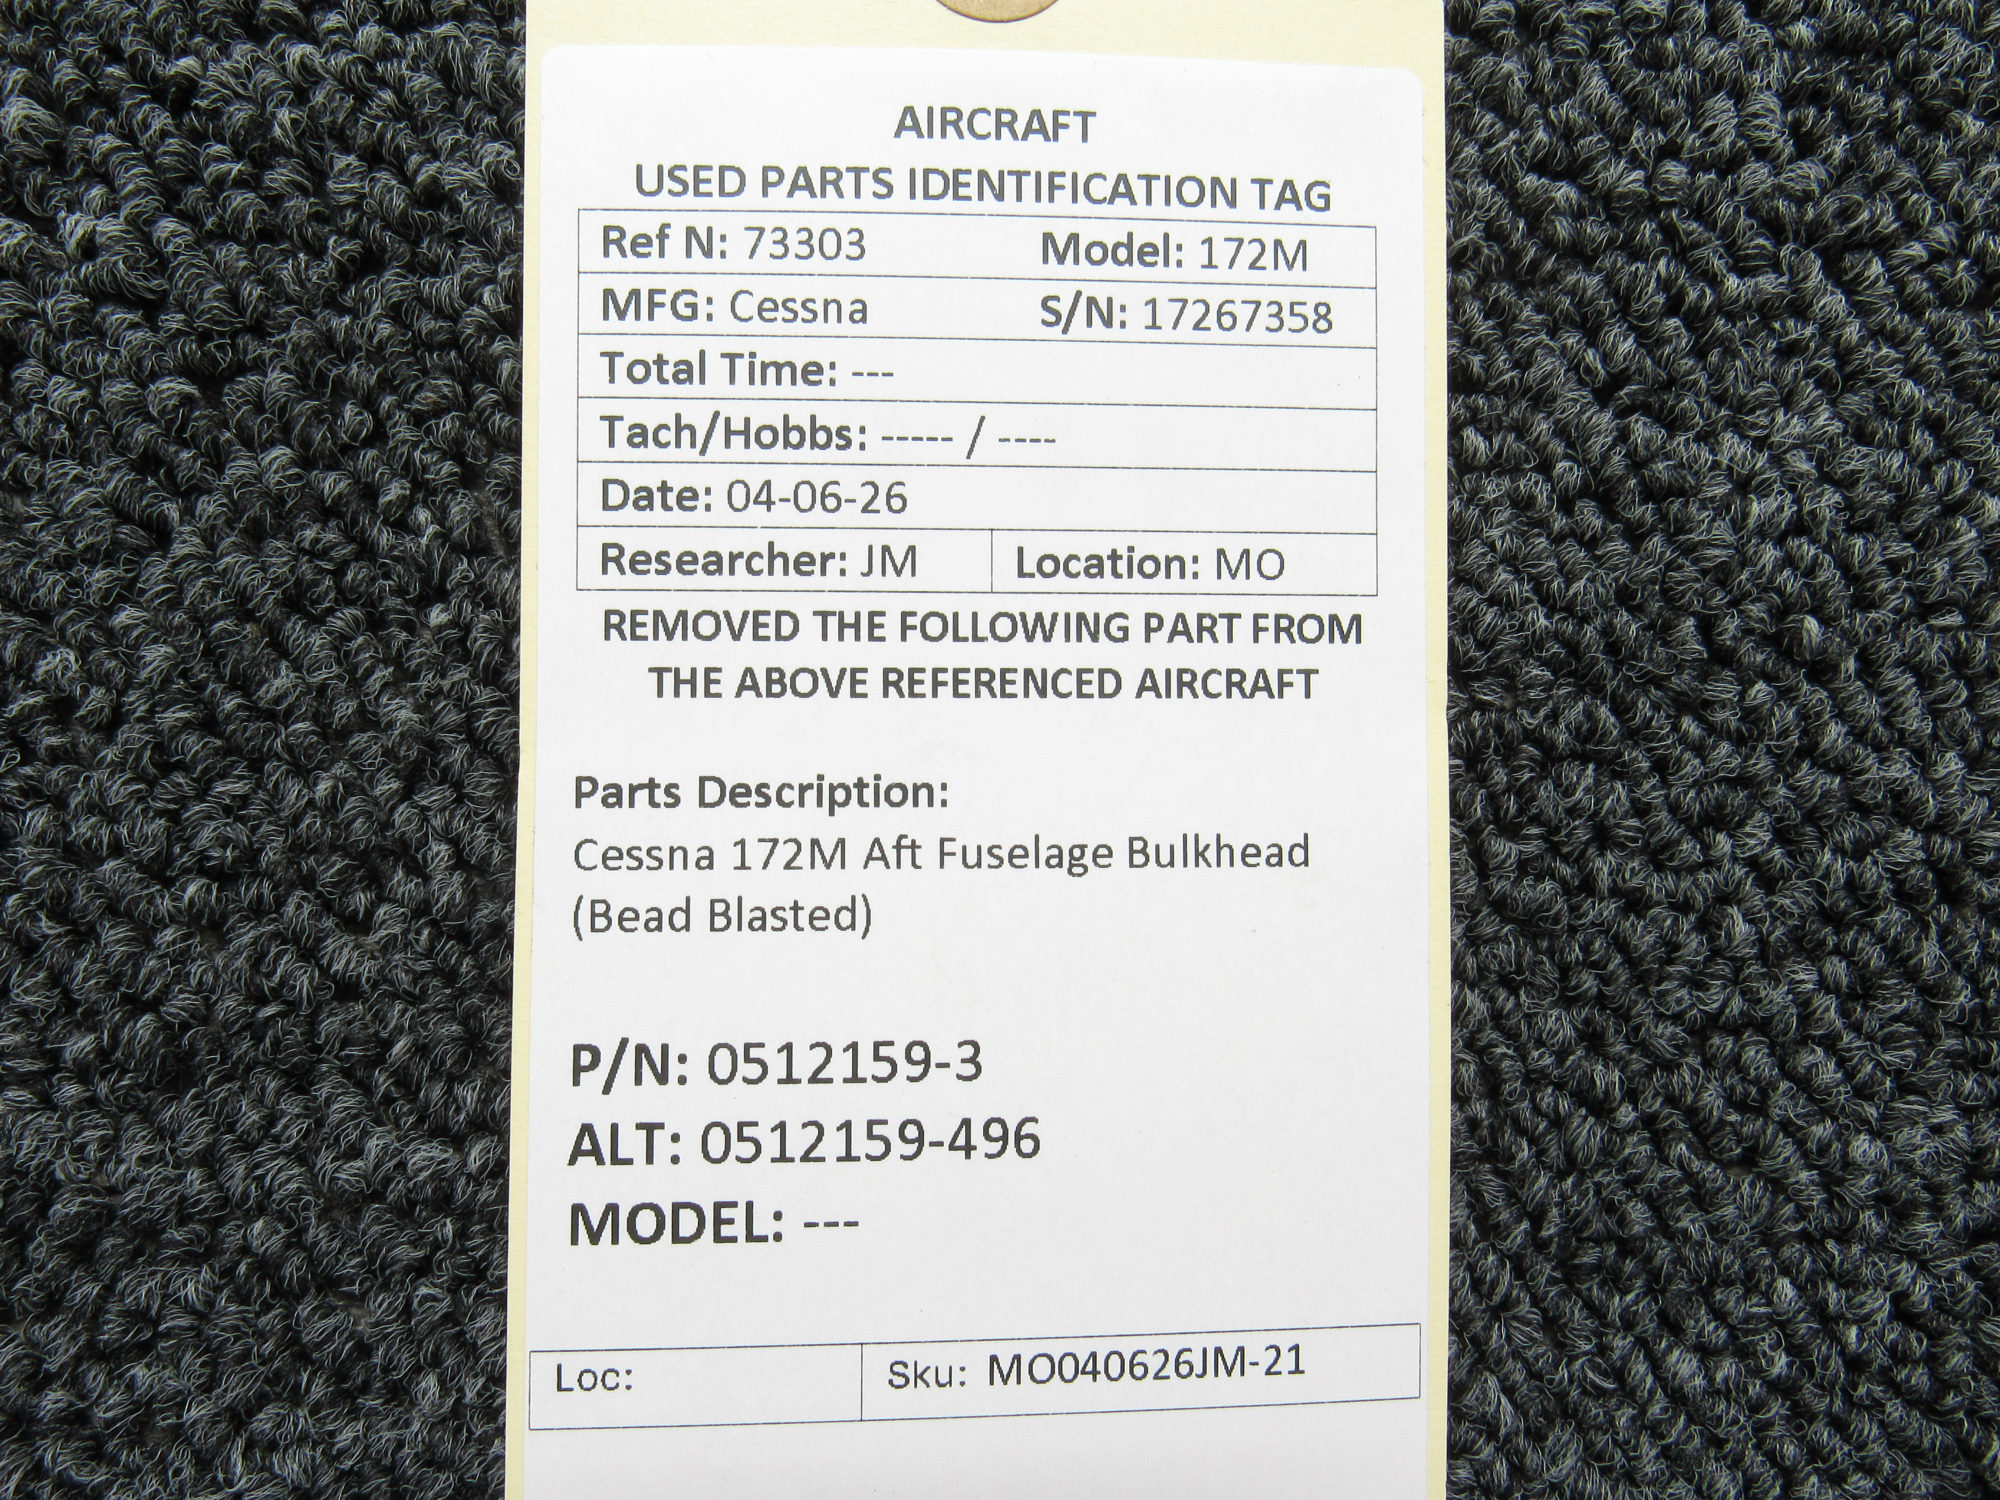 AIRCRAFT
USED PARTS IDENTIFICATION TAG
Ref N: 73303 Model: 172M
MFG: Cessna S/N: 17267358
Total Time: ---
Tach/Hobbs: ----- / ----
Date: 04-06-26
Researcher: JM Location: MO
REMOVED THE FOLLOWING PART FROM
THE ABOVE REFERENCED AIRCRAFT
Parts Description:
Cessna 172M Aft Fuselage Bulkhead
(Bead Blasted)
P/N: 0512159-3
ALT: 0512159-496
MODEL: ---
Loc: Sku: MO040626JM-21